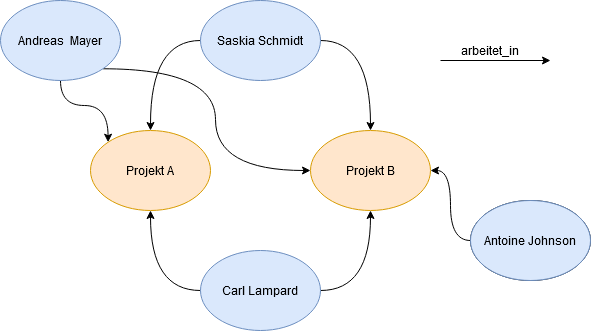 Andreas  Mayer
Saskia Schmidt
arbeitet_in
Projekt A
Projekt B
Antoine Johnson
Carl Lampard